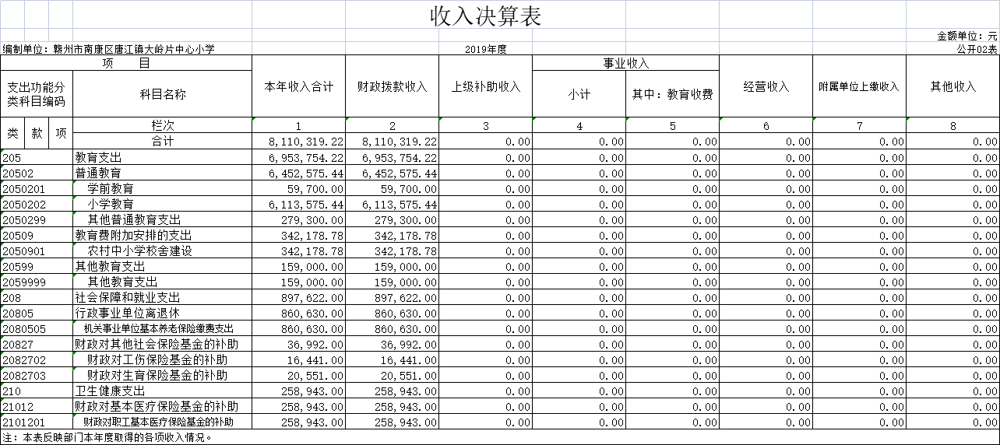 收入决算表
金额单位：元
编制单位：赣州市南康区唐江镇大岭片中心小学 2019年度 公开02表
项 目 本年收入合计 财政拨款收入 上级补助收入 事业收入 经营收入 附属单位上缴收入 其他收入
支出功能分类科目编码 科目名称 小计 其中：教育收费
类 款 项 栏次 1 2 3 4 5 6 7 8
合计 8,110,319.22 8,110,319.22 0.00 0.00 0.00 0.00 0.00 0.00
205 教育支出 6,953,754.22 6,953,754.22 0.00 0.00 0.00 0.00 0.00 0.00
20502 普通教育 6,452,575.44 6,452,575.44 0.00 0.00 0.00 0.00 0.00 0.00
2050201 学前教育 59,700.00 59,700.00 0.00 0.00 0.00 0.00 0.00 0.00
2050202 小学教育 6,113,575.44 6,113,575.44 0.00 0.00 0.00 0.00 0.00 0.00
2050299 其他普通教育支出 279,300.00 279,300.00 0.00 0.00 0.00 0.00 0.00 0.00
20509 教育费附加安排的支出 342,178.78 342,178.78 0.00 0.00 0.00 0.00 0.00 0.00
2050901 农村中小学校舍建设 342,178.78 342,178.78 0.00 0.00 0.00 0.00 0.00 0.00
20599 其他教育支出 159,000.00 159,000.00 0.00 0.00 0.00 0.00 0.00 0.00
2059999 其他教育支出 159,000.00 159,000.00 0.00 0.00 0.00 0.00 0.00 0.00
208 社会保障和就业支出 897,622.00 897,622.00 0.00 0.00 0.00 0.00 0.00 0.00
20805 行政事业单位离退休 860,630.00 860,630.00 0.00 0.00 0.00 0.00 0.00 0.00
2080505 机关事业单位基本养老保险缴费支出 860,630.00 860,630.00 0.00 0.00 0.00 0.00 0.00 0.00
20827 财政对其他社会保险基金的补助 36,992.00 36,992.00 0.00 0.00 0.00 0.00 0.00 0.00
2082702 财政对工伤保险基金的补助 16,441.00 16,441.00 0.00 0.00 0.00 0.00 0.00 0.00
2082703 财政对生育保险基金的补助 20,551.00 20,551.00 0.00 0.00 0.00 0.00 0.00 0.00
210 卫生健康支出 258,943.00 258,943.00 0.00 0.00 0.00 0.00 0.00 0.00
21012 财政对基本医疗保险基金的补助 258,943.00 258,943.00 0.00 0.00 0.00 0.00 0.00 0.00
2101201 财政对职工基本医疗保险基金的补助 258,943.00 258,943.00 0.00 0.00 0.00 0.00 0.00 0.00
注：本表反映部门本年度取得的各项收入情况。